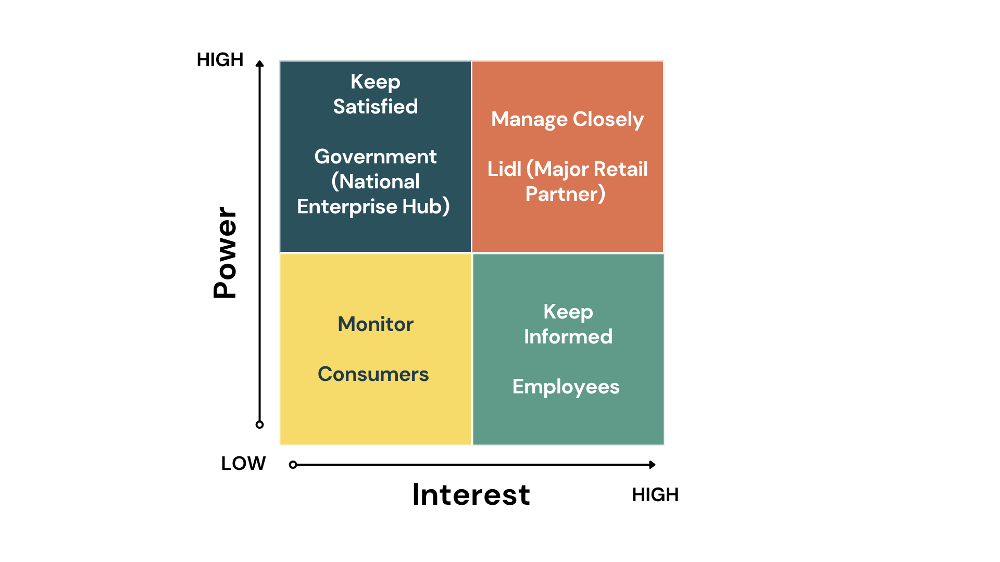 HIGH
Keep
Satisfied
Government
(National
Enterprise Hub)
Manage Closely
Lidl (Major Retail
Partner)
Power
Monitor
Consumers
Keep
Informed
Employees
LOW
Interest
HIGH